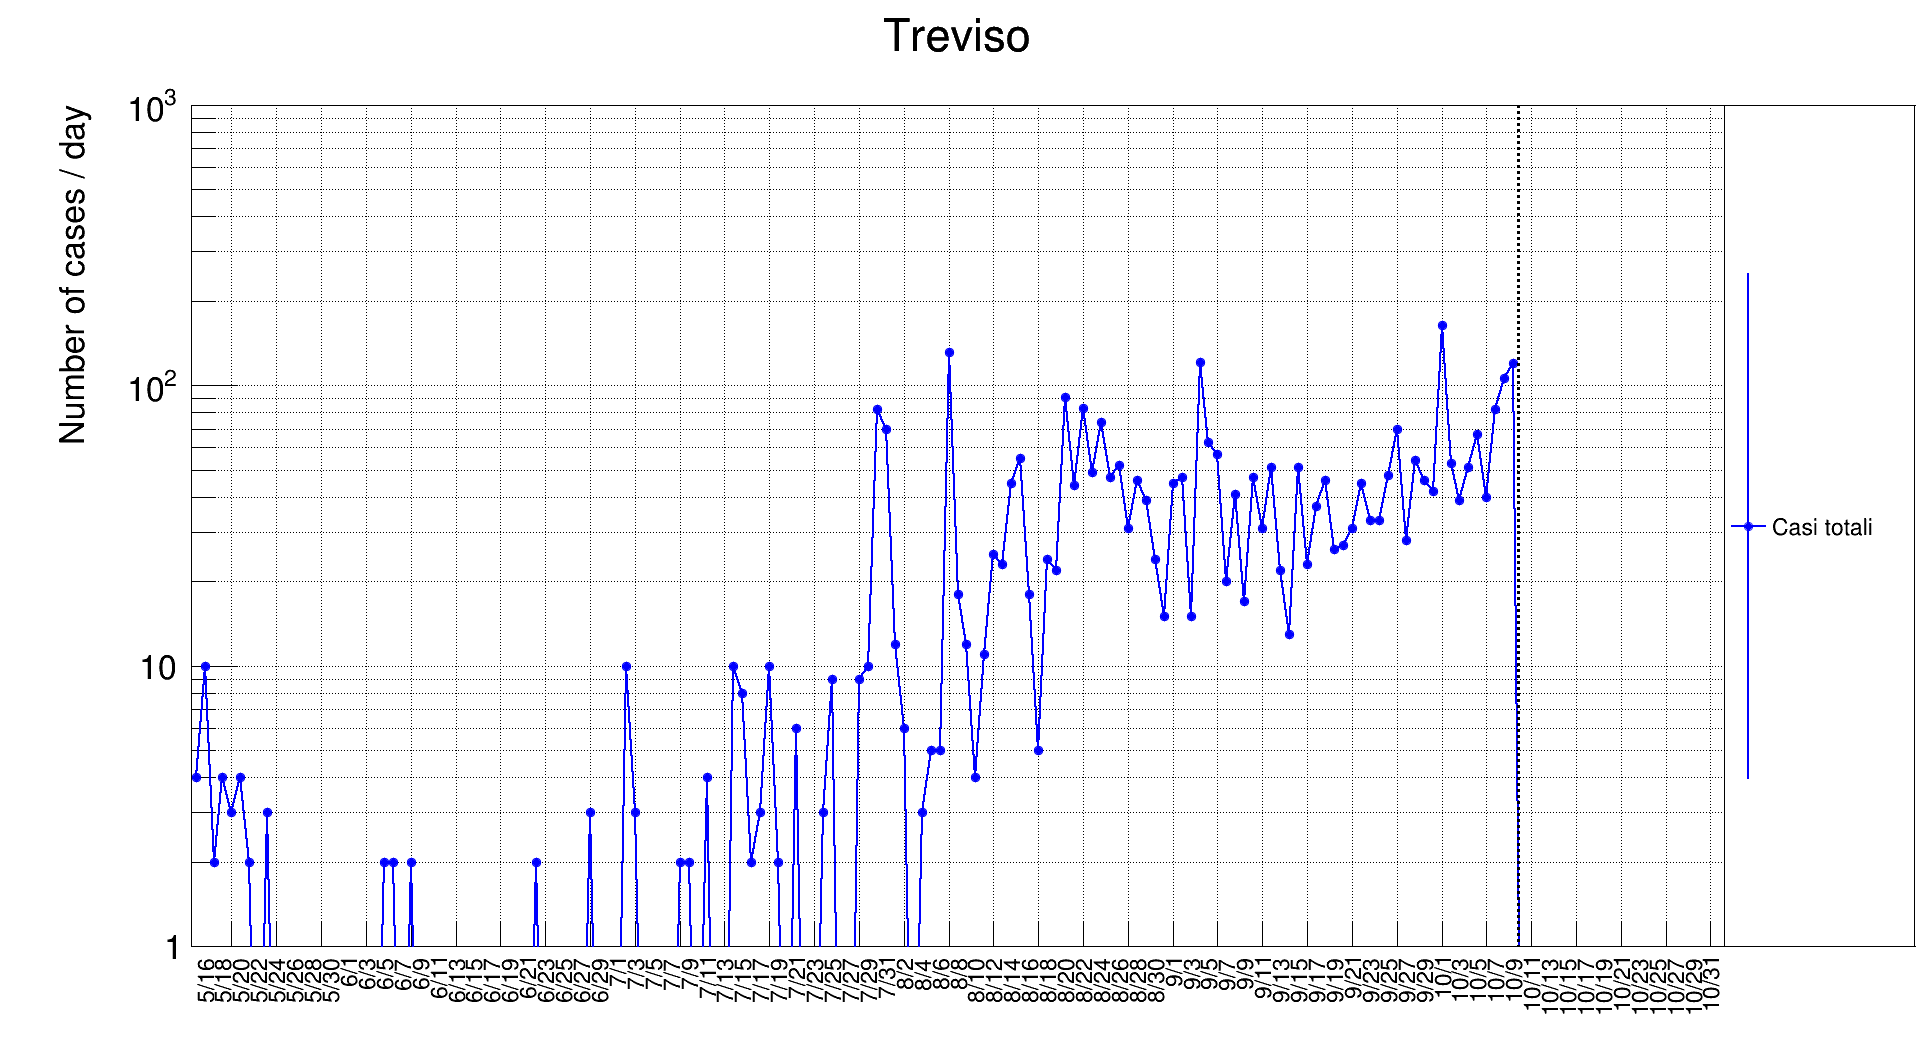 Treviso
Number of cases / day
10³
10²
10
1
5/16 5/18 5/20 5/22 5/24 5/26 5/28 5/30 6/1 6/3 6/5 6/7 6/9 6/11 6/13 6/15 6/17 6/19 6/21 6/23 6/25 6/27 6/29 7/1 7/3 7/5 7/7 7/9 7/11 7/13 7/15 7/17 7/19 7/21 7/23 7/25 7/27 7/29 7/31 8/2 8/4 8/6 8/8 8/10 8/12 8/14 8/16 8/18 8/20 8/22 8/24 8/26 8/28 8/30 9/1 9/3 9/5 9/7 9/9 9/11 9/13 9/15 9/17 9/19 9/21 9/23 9/25 9/27 9/29 10/1 10/3 10/5 10/7 10/9 10/11 10/13 10/15 10/17 10/19 10/21 10/23 10/25 10/27 10/29 10/31
Casi totali